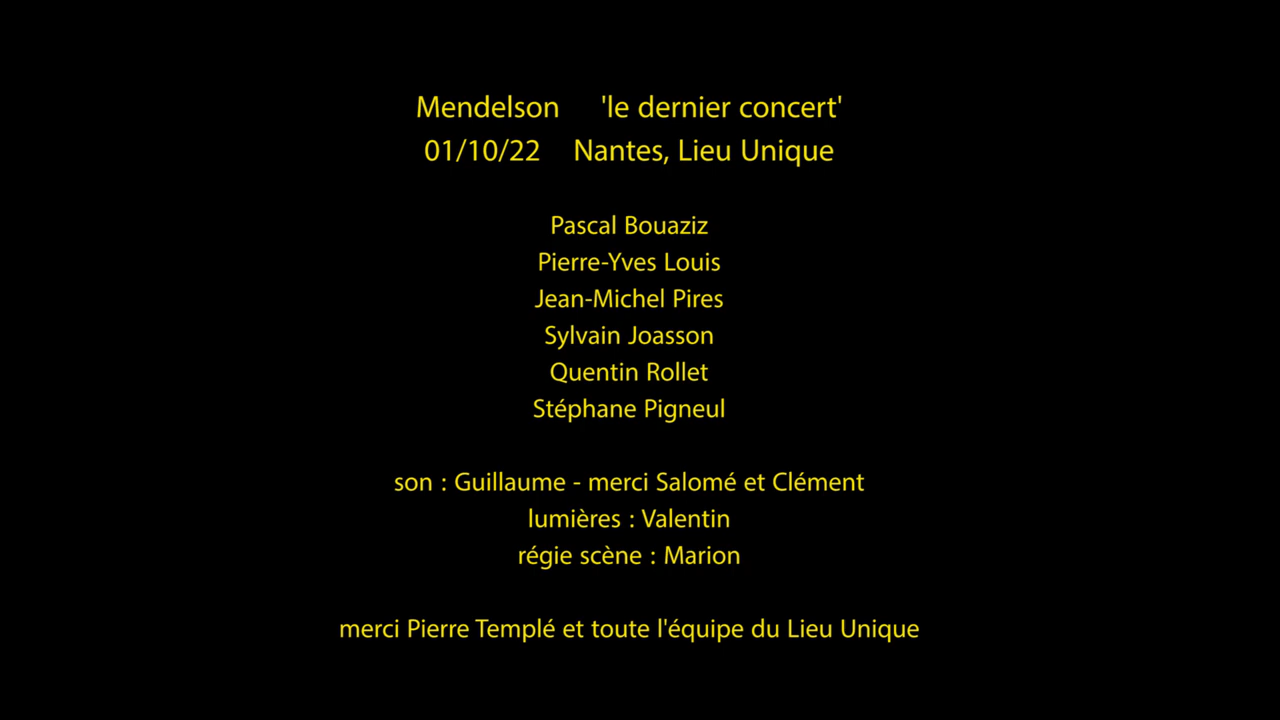 Mendelson 'le dernier concert'
01/10/22 Nantes, Lieu Unique
Pascal Bouaziz
Pierre-Yves Louis
Jean-Michel Pires
Sylvain Joasson
Quentin Rollet
Stéphane Pigneul
son : Guillaume - merci Salomé et Clément
lumières : Valentin
régie scène : Marion
merci Pierre Templé et toute l'équipe du Lieu Unique